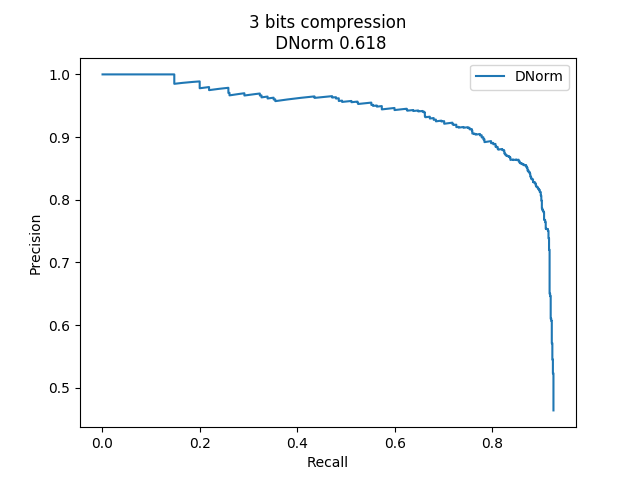 3 bits compression
DNorm 0.618
DNorm
1.0
0.9
0.8
0.7
0.6
0.5
Precision
0.0 0.2 0.4 0.6 0.8
Recall